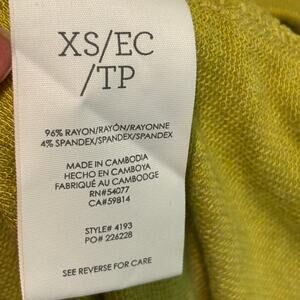 XS/EC
/TP
96% RAYON/RAYÓN/RAYONNE
4% SPANDEX/SPANDEX/SPANDEX
MADE IN CAMBODIA
HECHO EN CAMBOYA
FABRIQUÉ AU CAMBODGE
RN#54077
CA#59814
STYLE# 4193
PO# 226228
SEE REVERSE FOR CARE